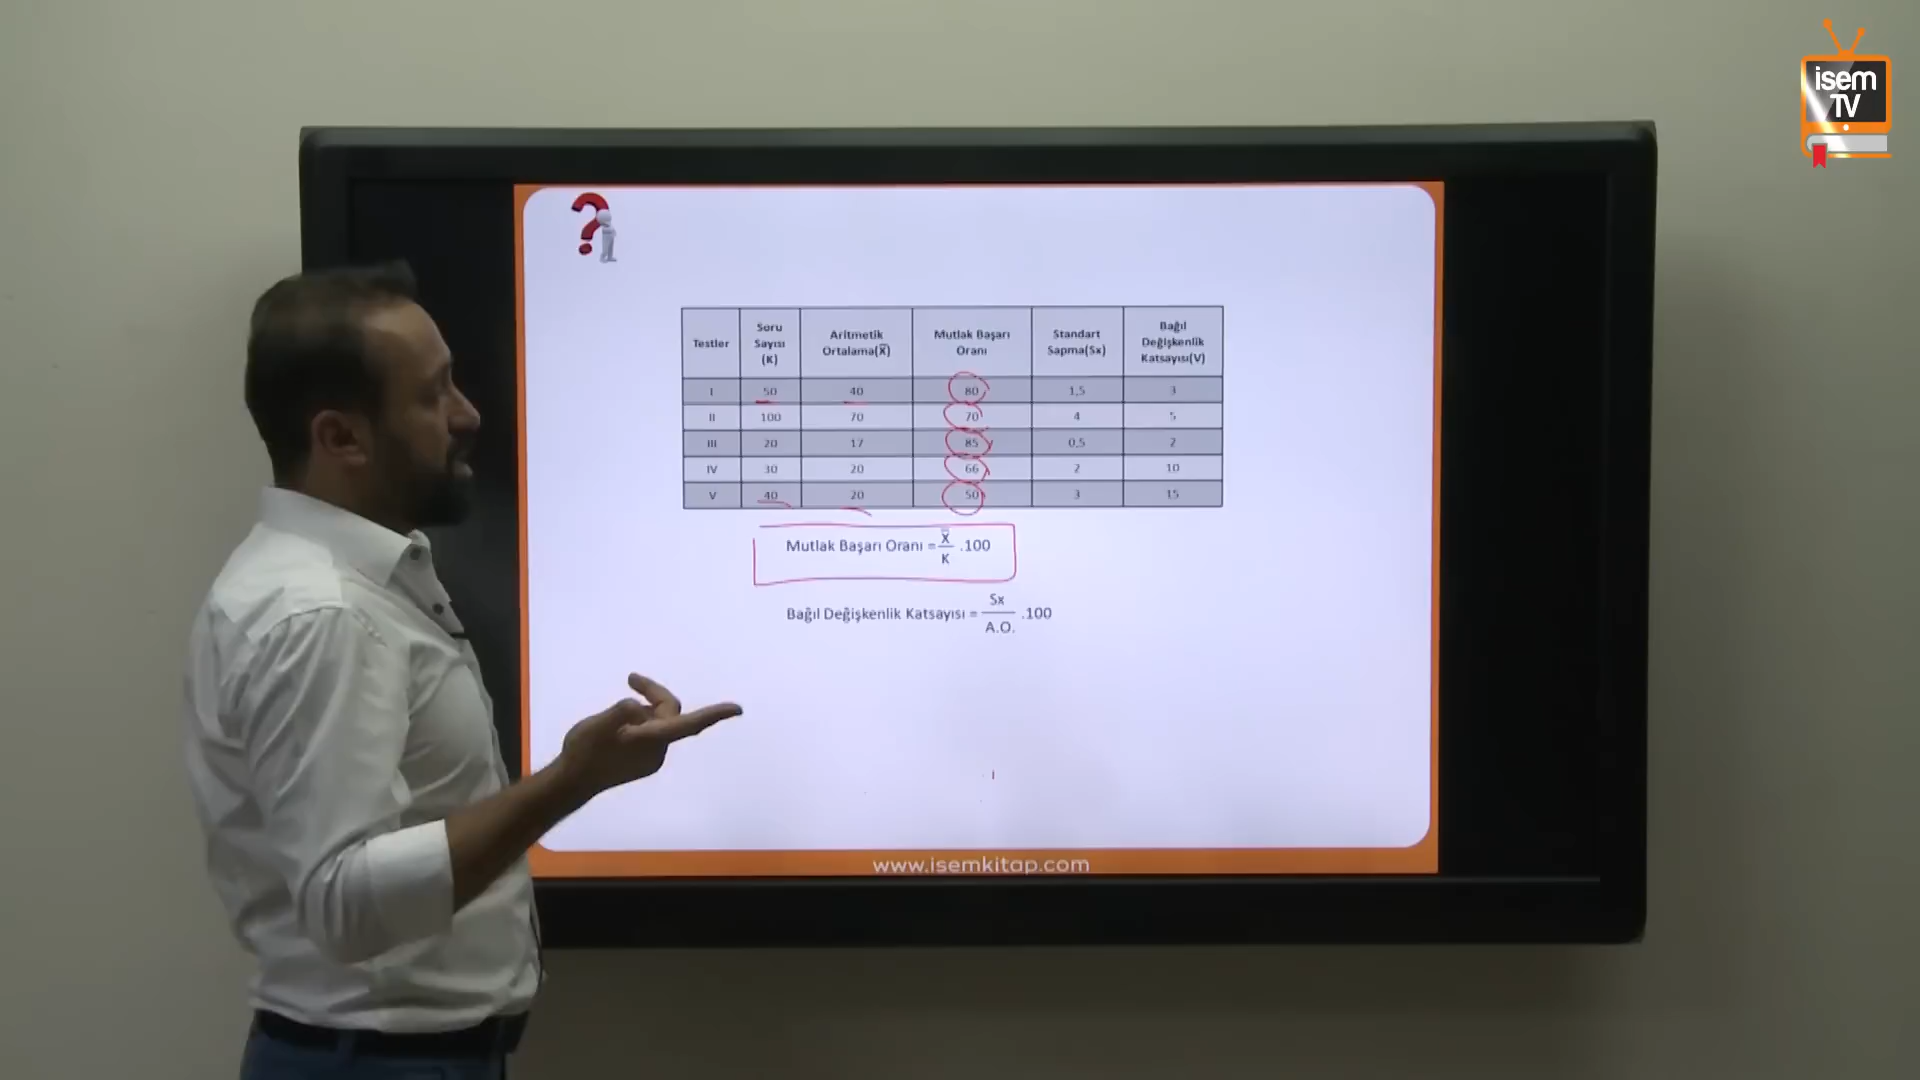 isem
TV
Testler
Soru
Sayısı
(K)
Aritmetik
Ortalama(X̅)
Mutlak Başarı
Oranı
Standart
Sapma(Sx)
Bağıl
Değişkenlik
Katsayısı(V)
I 50 40 80 1,5 3
II 100 70 70 4 5
III 20 17 85 0,5 2
IV 30 20 66 2 10
V 40 20 50 3 15
Mutlak Başarı Oranı = X̅/K .100
Bağıl Değişkenlik Katsayısı = Sx/A.O. .100
www.isemkitap.com